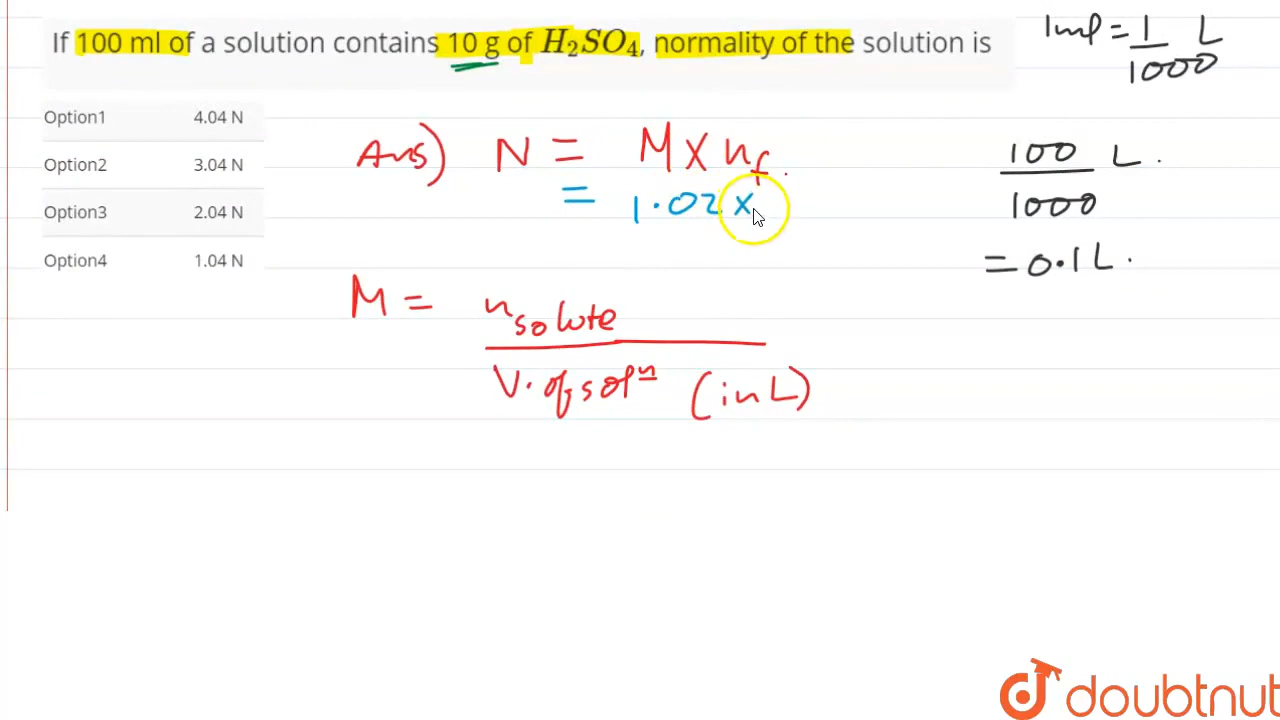 If 100 ml of a solution contains 10 g of H₂SO₄, normality of the solution is
1ml = 1/1000 L
Option1 4.04 N
Option2 3.04 N
Option3 2.04 N
Option4 1.04 N
Ans) N = M × nf.
= 1.02 ×
100/1000 L.
= 0.1 L.
M = nsolute / V. of solⁿ (in L)
doubtnut